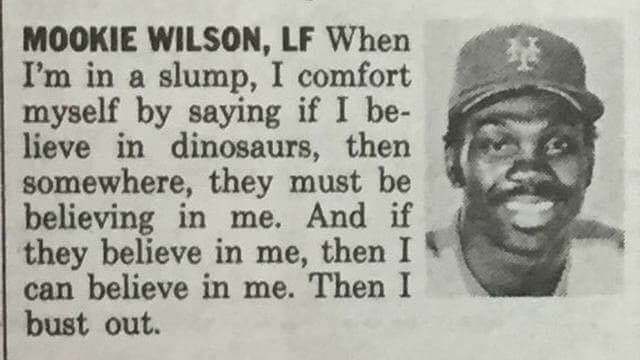 MOOKIE WILSON, LF When
I'm in a slump, I comfort
myself by saying if I be-
lieve in dinosaurs, then
somewhere, they must be
believing in me. And if
they believe in me, then I
can believe in me. Then I
bust out.
NY